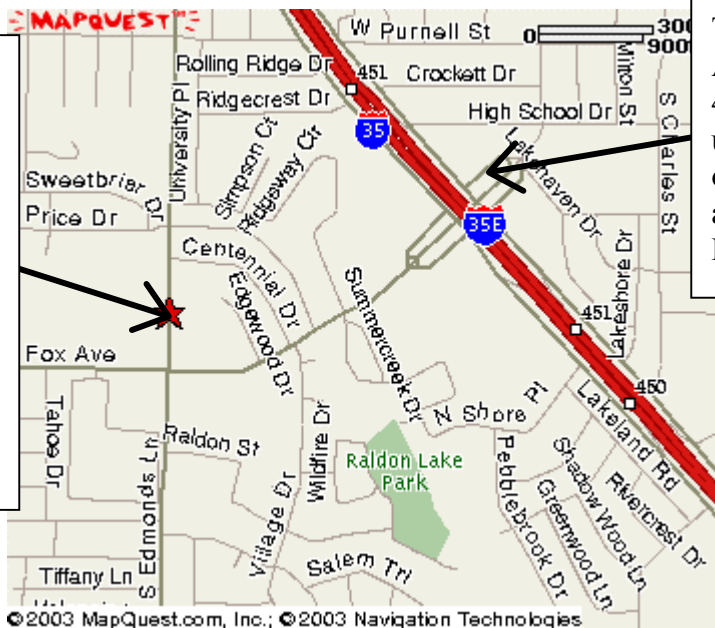 MAPQUEST
W Purnell St
0 300
900
Rolling Ridge Dr
451
Crockett Dr
Ridgecrest Dr
High School Dr
Milton St
S Charles St
University Pl
35
Simpson Ct
Ridgeway Cir
Lakehaven Dr
Sweetbriar Dr
Price Dr
35E
Centennial Dr
Edgewood Dr
Summercreek Dr
Lakeshore Dr
451
Fox Ave
450
N Shore Pl
Lakeland Rd
Tahoe Dr
Raldon St
Wildfire Dr
Raldon Lake
Park
S Edmonds Ln
Village Dr
Pebblebrook Dr
Shadow Wood Ln
Greenwood Ln
Rivercrest Dr
Salem Trl
Tiffany Ln
©2003 MapQuest.com, Inc.; ©2003 Navigation Technologies